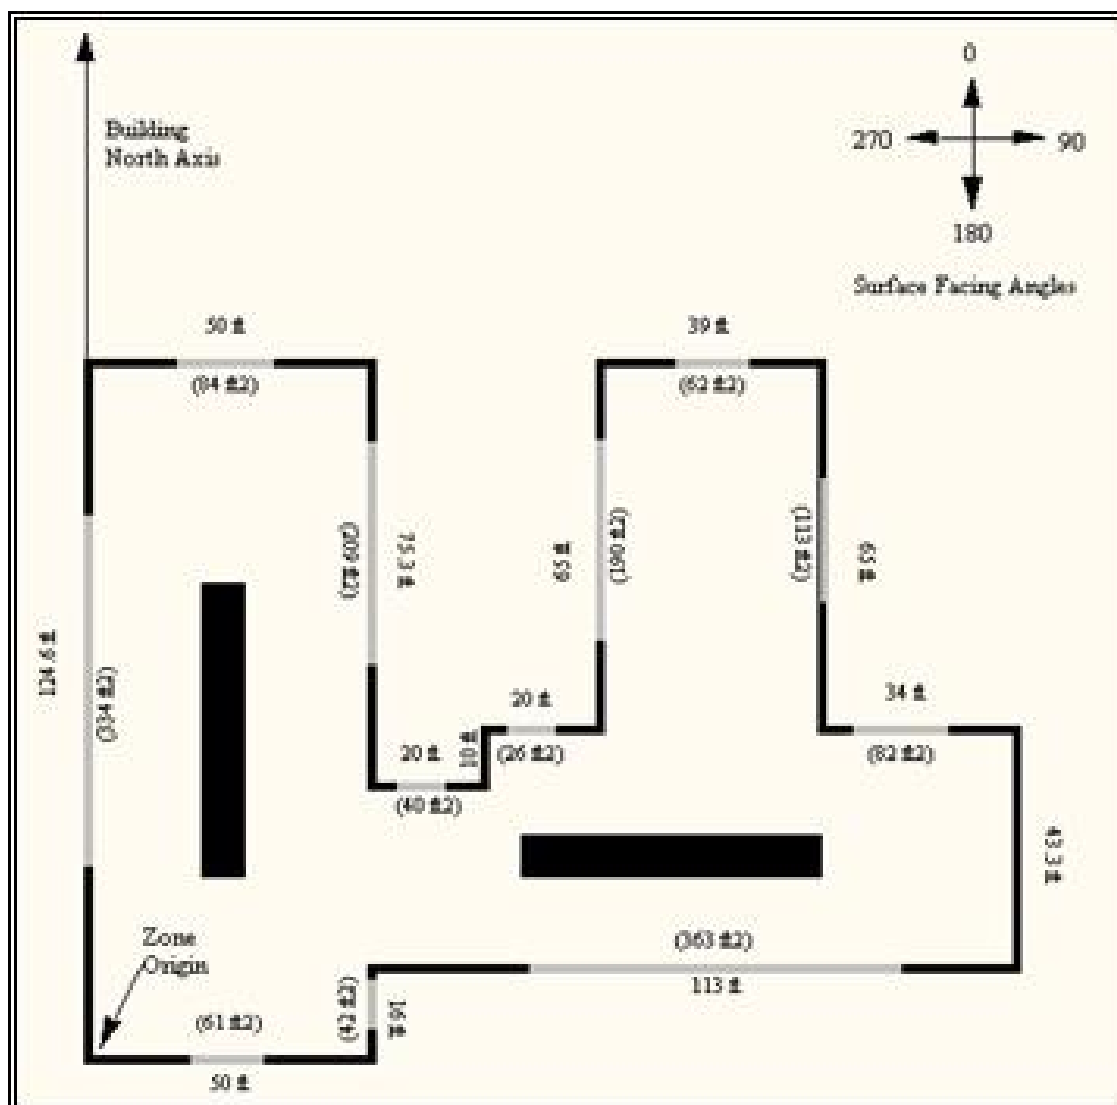 0
Building
North Axis
270
90
180
Surface Facing Angles
50 ft
39 ft
(84 ft2)
(62 ft2)
(209 ft2)
75.3 ft
65 ft
(190 ft2)
(113 ft2)
65 ft
124.6 ft
(334 ft2)
20 ft
34 ft
20 ft
10 ft
(26 ft2)
(82 ft2)
(40 ft2)
43.3 ft
Zone
Origin
(363 ft2)
113 ft
(42 ft2)
16 ft
(61 ft2)
50 ft